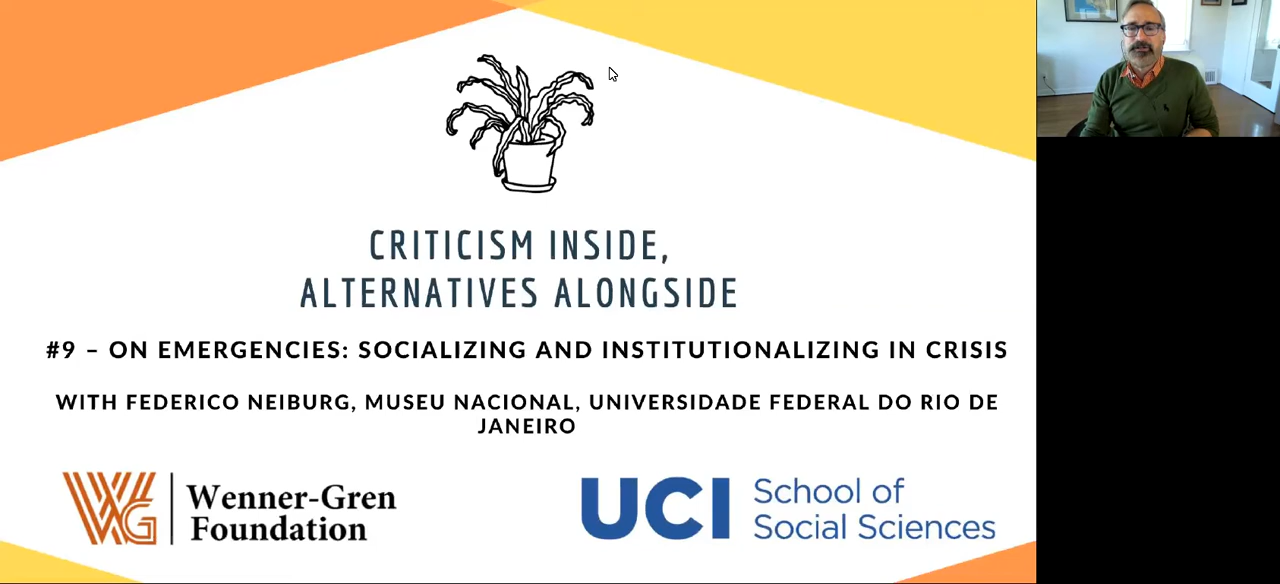 CRITICISM INSIDE,
ALTERNATIVES ALONGSIDE
#9 – ON EMERGENCIES: SOCIALIZING AND INSTITUTIONALIZING IN CRISIS
WITH FEDERICO NEIBURG, MUSEU NACIONAL, UNIVERSIDADE FEDERAL DO RIO DE
JANEIRO
WG
Wenner-Gren
Foundation
UCI
School of
Social Sciences